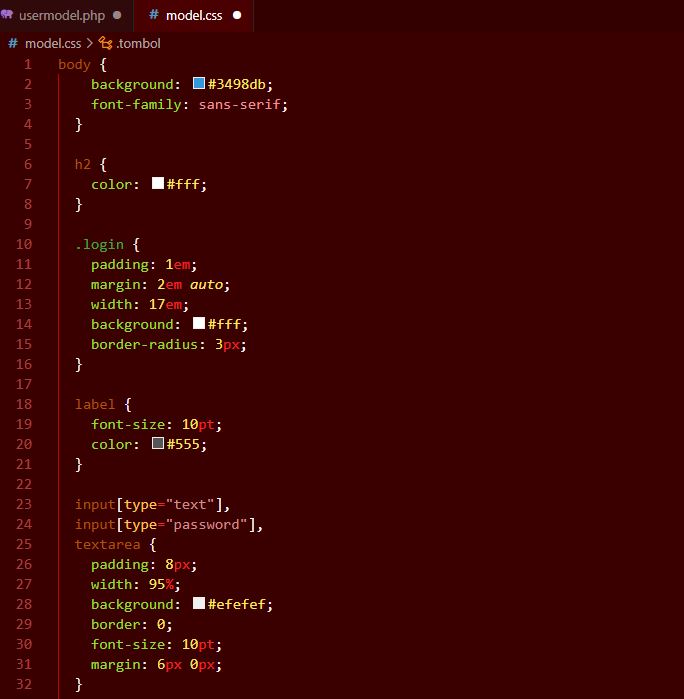 usermodel.php ● # model.css ●
# model.css > .tombol
1 body {
2 background: #3498db;
3 font-family: sans-serif;
4 }
5
6 h2 {
7 color: #fff;
8 }
9
10 .login {
11 padding: 1em;
12 margin: 2em auto;
13 width: 17em;
14 background: #fff;
15 border-radius: 3px;
16 }
17
18 label {
19 font-size: 10pt;
20 color: #555;
21 }
22
23 input[type="text"],
24 input[type="password"],
25 textarea {
26 padding: 8px;
27 width: 95%;
28 background: #efefef;
29 border: 0;
30 font-size: 10pt;
31 margin: 6px 0px;
32 }